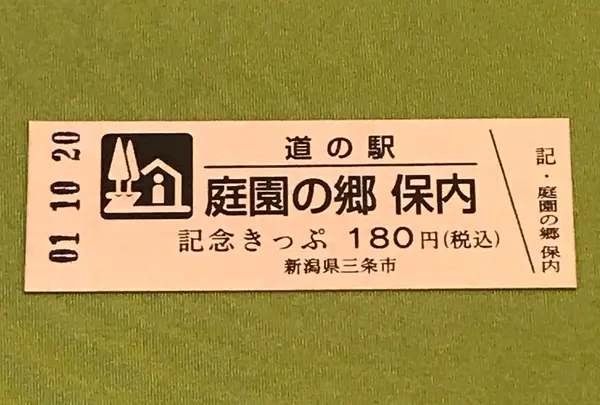 01 10 20
道の駅
庭園の郷 保内
記念きっぷ 180円(税込)
新潟県三条市
記・庭園の郷 保内